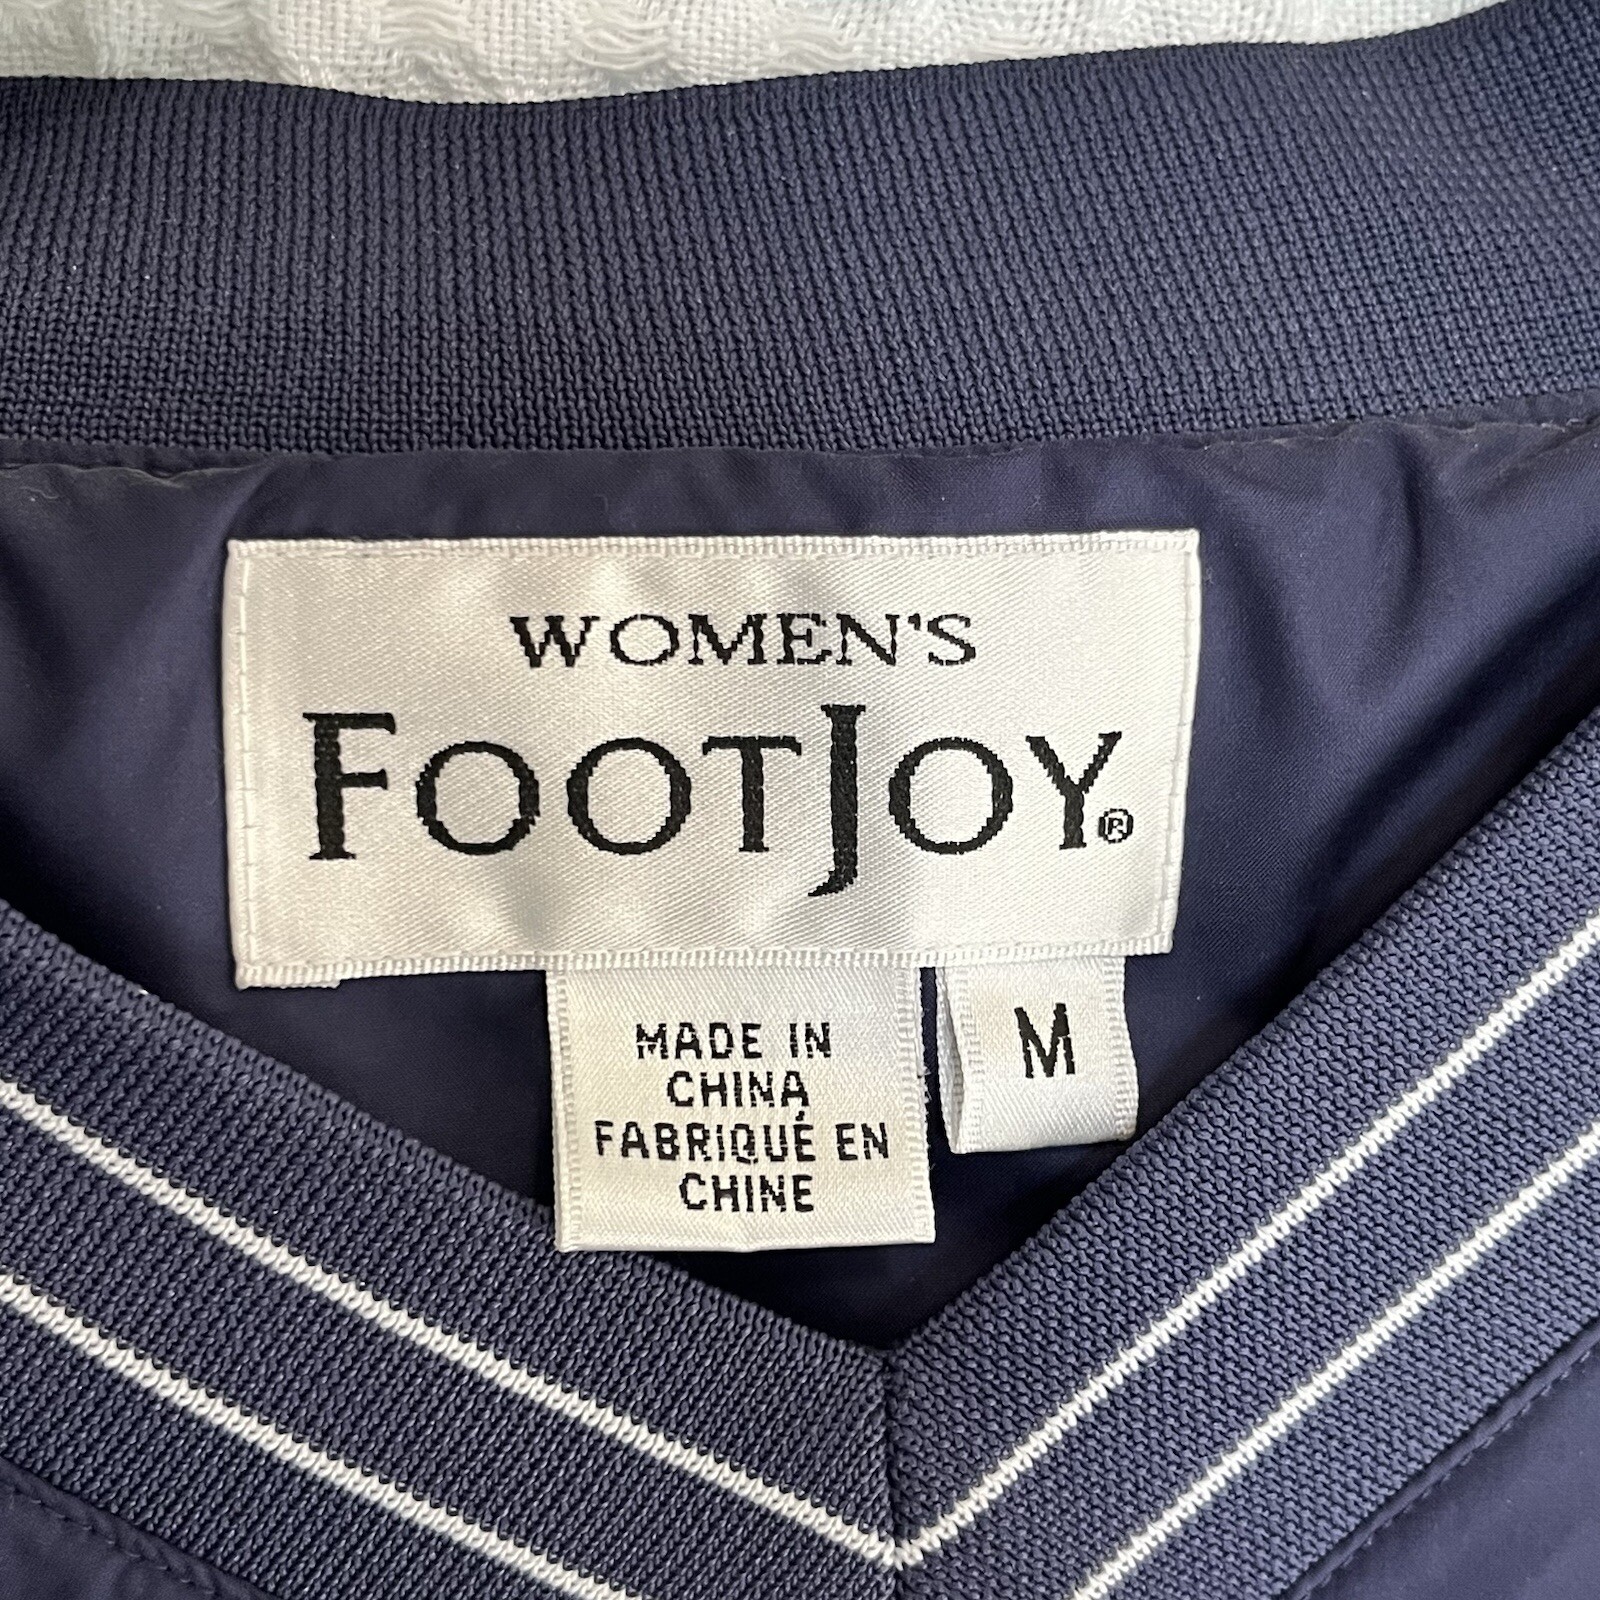 WOMEN'S
FOOTJOY®
MADE IN
CHINA
FABRIQUÉ EN
CHINE
M